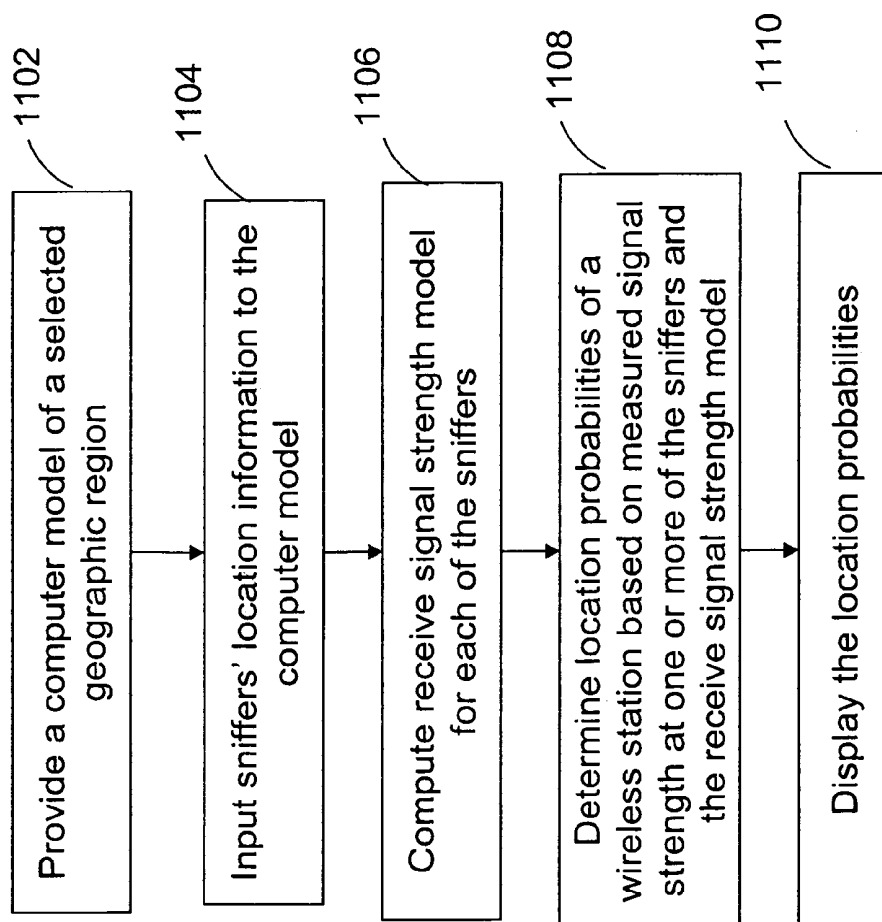 1102
Provide a computer model of a selected
geographic region
1104
Input sniffers' location information to the
computer model
1106
Compute receive signal strength model
for each of the sniffers
1108
Determine location probabilities of a
wireless station based on measured signal
strength at one or more of the sniffers and
the receive signal strength model
1110
Display the location probabilities